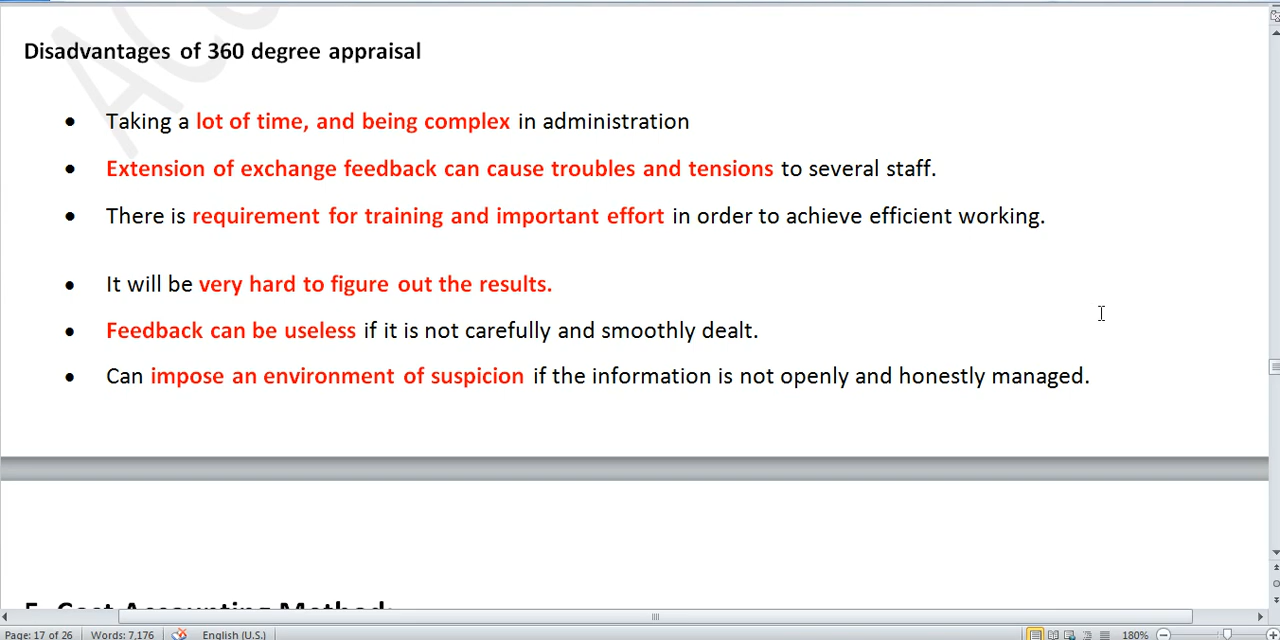 Disadvantages of 360 degree appraisal
• Taking a lot of time, and being complex in administration
• Extension of exchange feedback can cause troubles and tensions to several staff.
• There is requirement for training and important effort in order to achieve efficient working.
• It will be very hard to figure out the results.
• Feedback can be useless if it is not carefully and smoothly dealt.
• Can impose an environment of suspicion if the information is not openly and honestly managed.
5. Cost Accounting Method:
Page: 17 of 26 Words: 7,176 English (U.S.) 180%